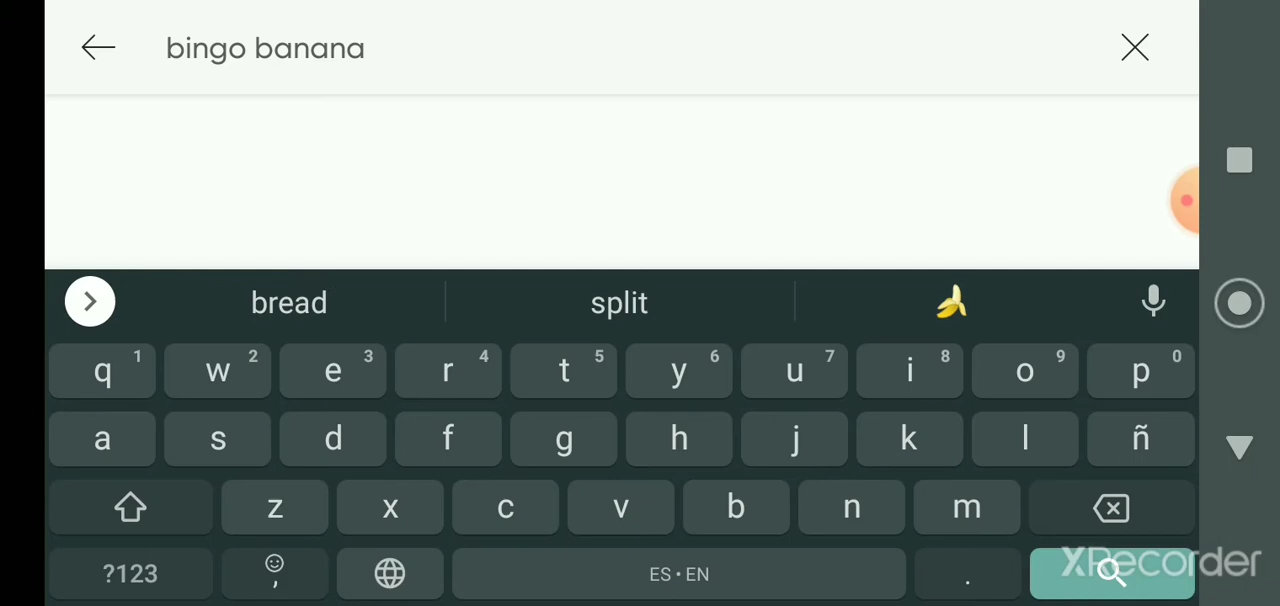 bingo banana
bread split
q 1 w 2 e 3 r 4 t 5 y 6 u 7 i 8 o 9 p 0
a s d f g h j k l ñ
z x c v b n m
?123 , ES • EN .
XRecorder